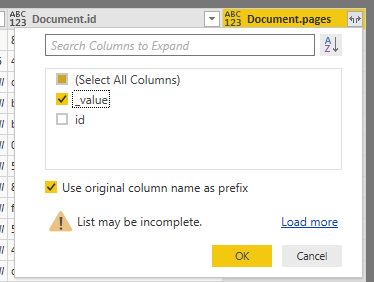 ABC
123
Document.id
ABC
123
Document.pages
Search Columns to Expand
A
Z
(Select All Columns)
_value
id
Use original column name as prefix
List may be incomplete.
Load more
OK
Cancel